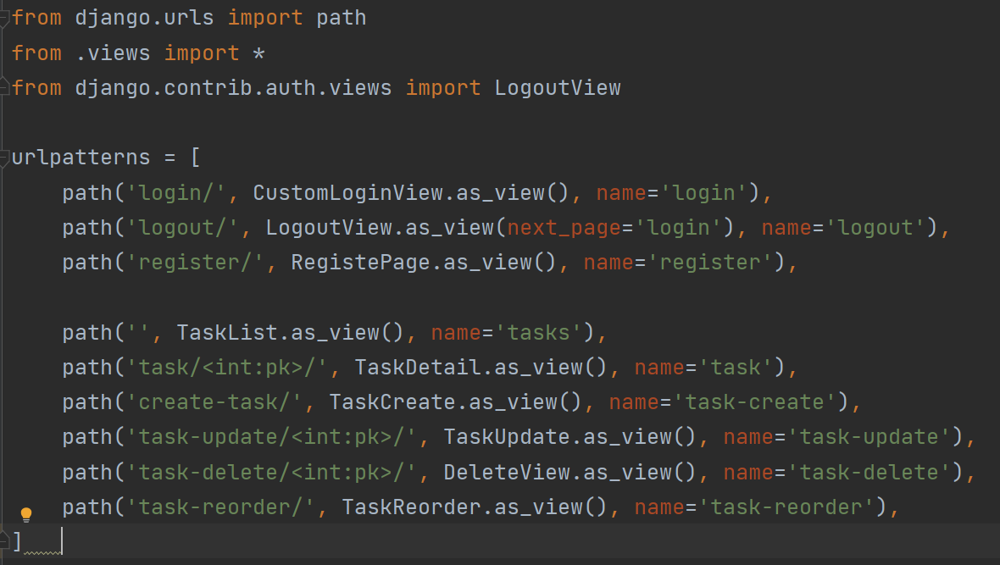 from django.urls import path
from .views import *
from django.contrib.auth.views import LogoutView
urlpatterns = [
    path('login/', CustomLoginView.as_view(), name='login'),
    path('logout/', LogoutView.as_view(next_page='login'), name='logout'),
    path('register/', RegistePage.as_view(), name='register'),
    path('', TaskList.as_view(), name='tasks'),
    path('task/<int:pk>/', TaskDetail.as_view(), name='task'),
    path('create-task/', TaskCreate.as_view(), name='task-create'),
    path('task-update/<int:pk>/', TaskUpdate.as_view(), name='task-update'),
    path('task-delete/<int:pk>/', DeleteView.as_view(), name='task-delete'),
    path('task-reorder/', TaskReorder.as_view(), name='task-reorder'),
]